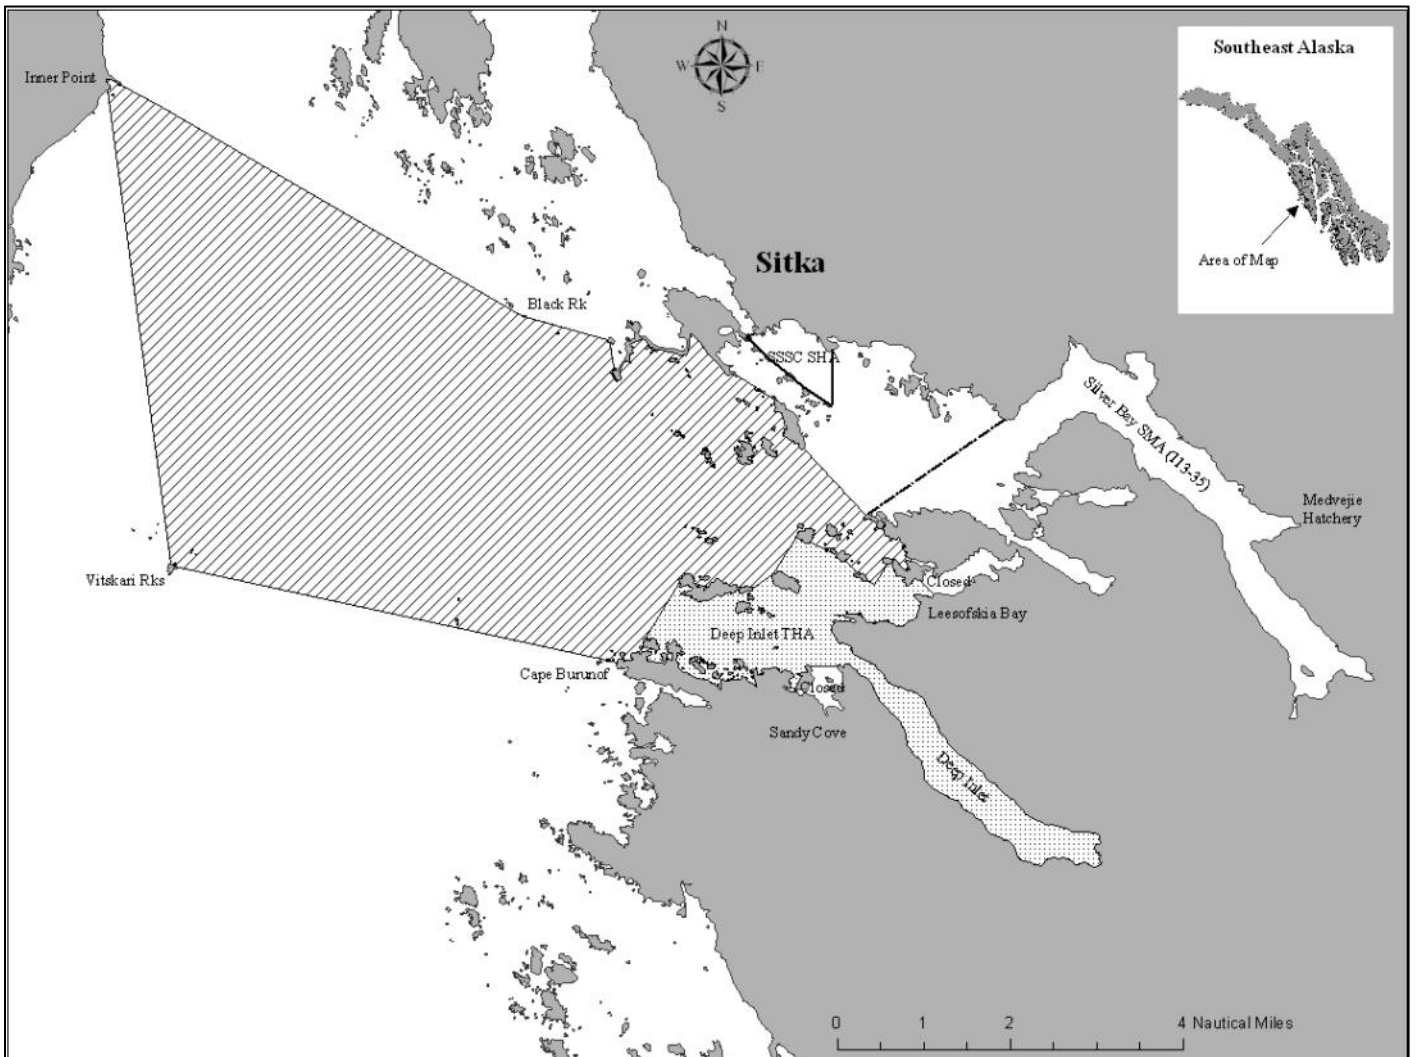 N
W E
S
Southeast Alaska
Area of Map
Inner Point
Sitka
Black Rk
SSSC SHA
Silver Bay SMA (113-35)
Medvejie
Hatchery
Vitskari Rks
Closed
Leesofskia Bay
Deep Inlet THA
Cape Burunof
Closed
Sandy Cove
Deep Inlet
0 1 2 4 Nautical Miles